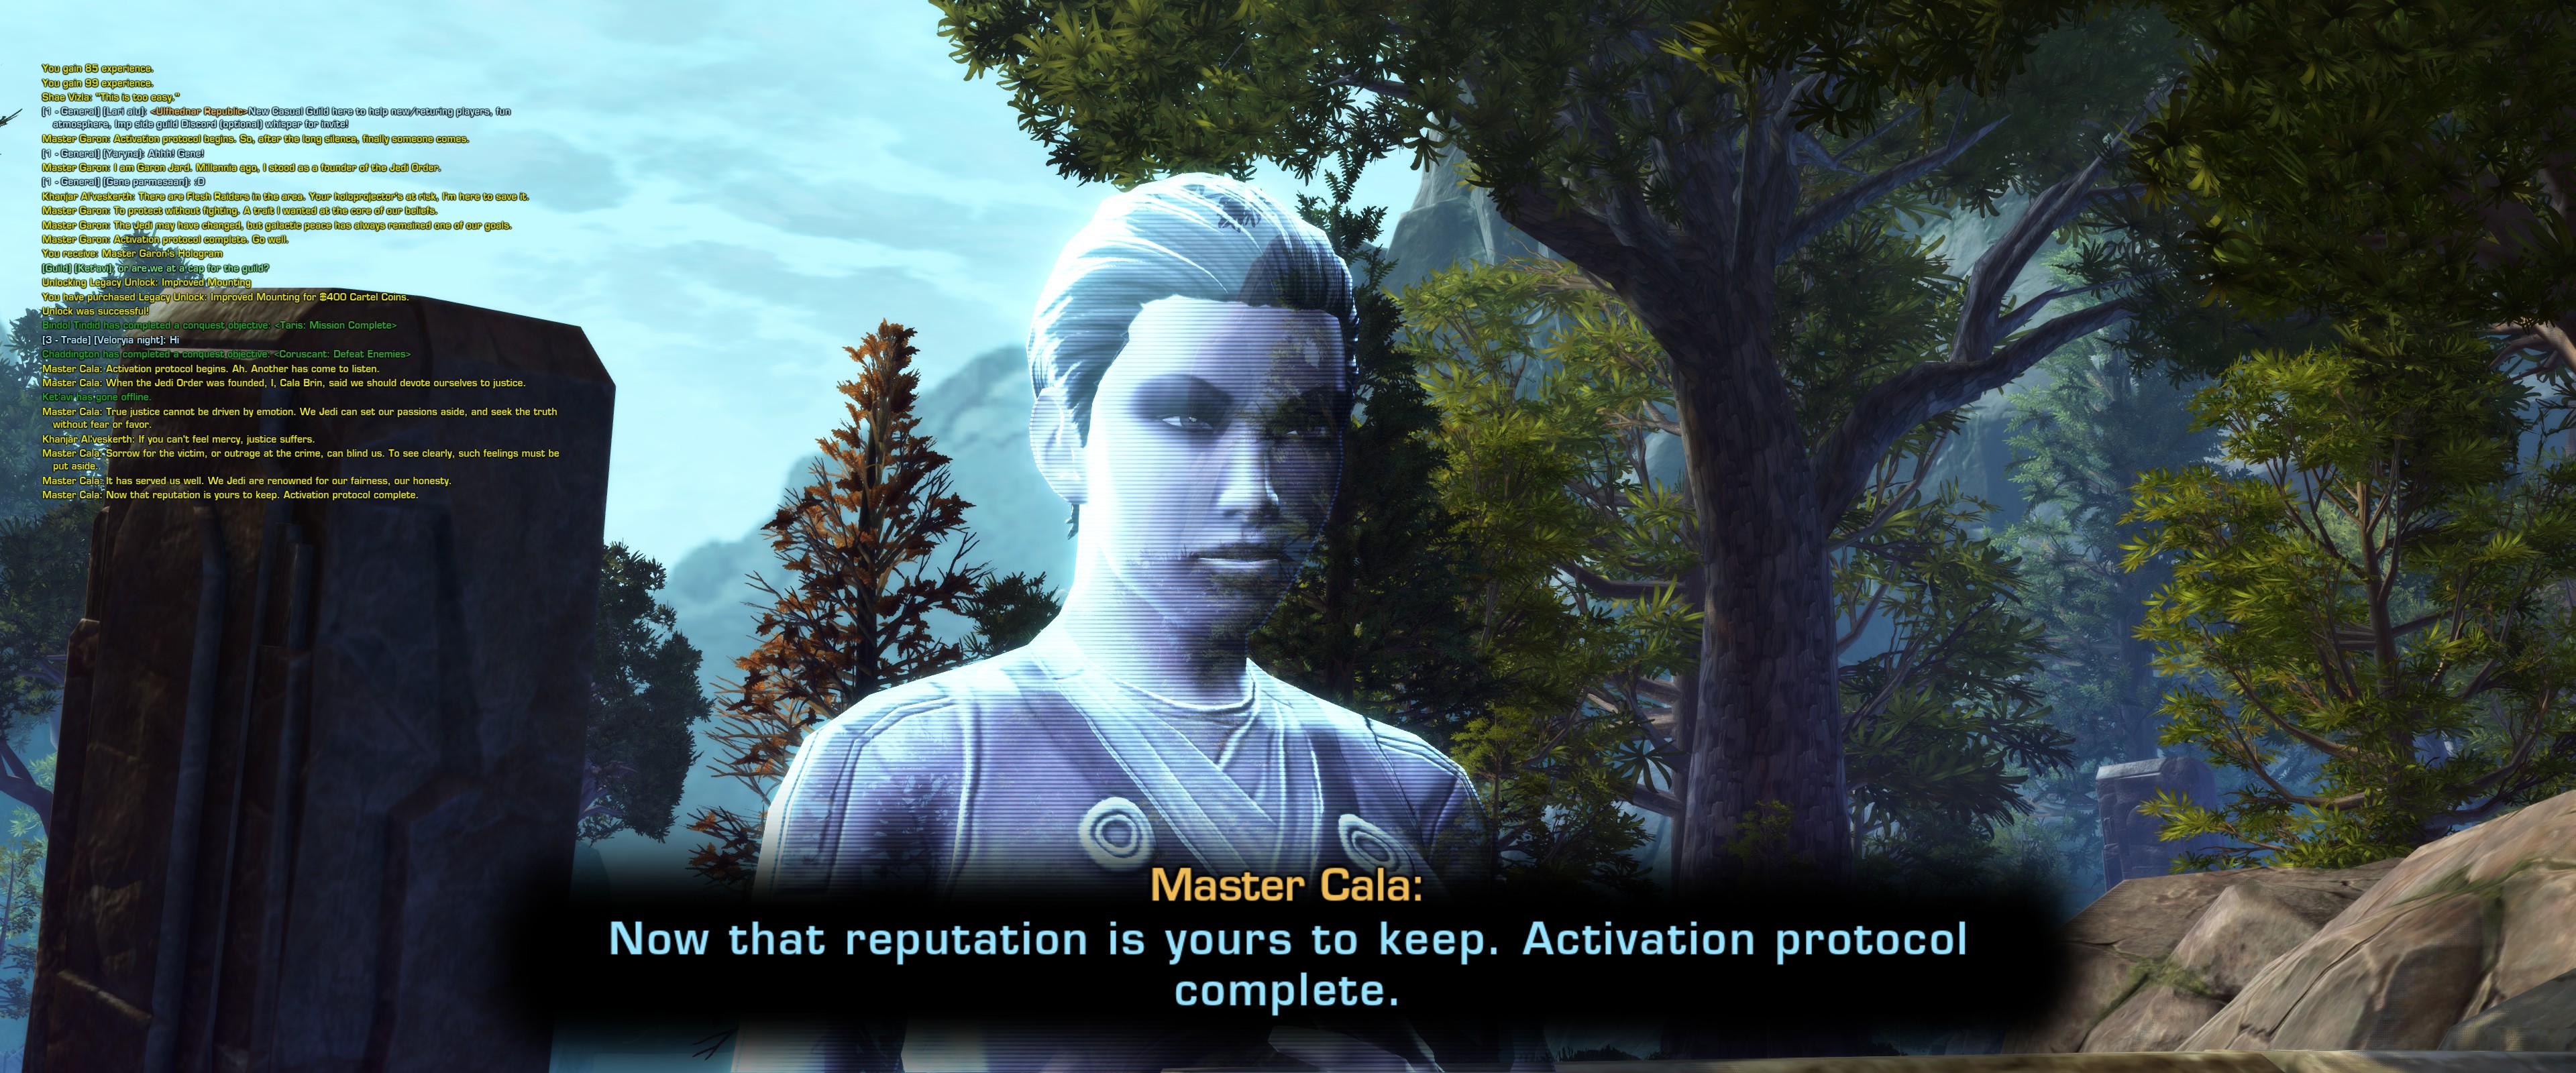 You gain 85 experience.
You gain 99 experience.
Shae Vizla: "This is too easy."
[1 - General] [Lari alu]: <Ulfhednar Republic>New Casual Guild here to help new/returing players, fun
atmosphere, Imp side guild Discord (optional) whisper for invite!
Master Garon: Activation protocol begins. So, after the long silence, finally someone comes.
[1 - General] [Yaryna]: Ahhh! Gene!
Master Garon: I am Garon Jard. Millennia ago, I stood as a founder of the Jedi Order.
[1 - General] [Gene parmesaan]: :D
Khanjar Al'veskerth: There are Flesh Raiders in the area. Your holoprojector's at risk, I'm here to save it.
Master Garon: To protect without fighting. A trait I wanted at the core of our beliefs.
Master Garon: The Jedi may have changed, but galactic peace has always remained one of our goals.
Master Garon: Activation protocol complete. Go well.
You receive: Master Garon's Hologram
[Guild] [Ket'avi]: or are we at a cap for the guild?
Unlocking Legacy Unlock: Improved Mounting
You have purchased Legacy Unlock: Improved Mounting for 400 Cartel Coins.
Unlock was successful!
Bindol Tindid has completed a conquest objective: <Taris: Mission Complete>
[3 - Trade] [Veloryia night]: Hi
Chaddington has completed a conquest objective: <Coruscant: Defeat Enemies>
Master Cala: Activation protocol begins. Ah. Another has come to listen.
Master Cala: When the Jedi Order was founded, I, Cala Brin, said we should devote ourselves to justice.
Ket'avi has gone offline.
Master Cala: True justice cannot be driven by emotion. We Jedi can set our passions aside, and seek the truth
without fear or favor.
Khanjar Al'veskerth: If you can't feel mercy, justice suffers.
Master Cala: Sorrow for the victim, or outrage at the crime, can blind us. To see clearly, such feelings must be
put aside.
Master Cala: It has served us well. We Jedi are renowned for our fairness, our honesty.
Master Cala: Now that reputation is yours to keep. Activation protocol complete.
Master Cala:
Now that reputation is yours to keep. Activation protocol
complete.